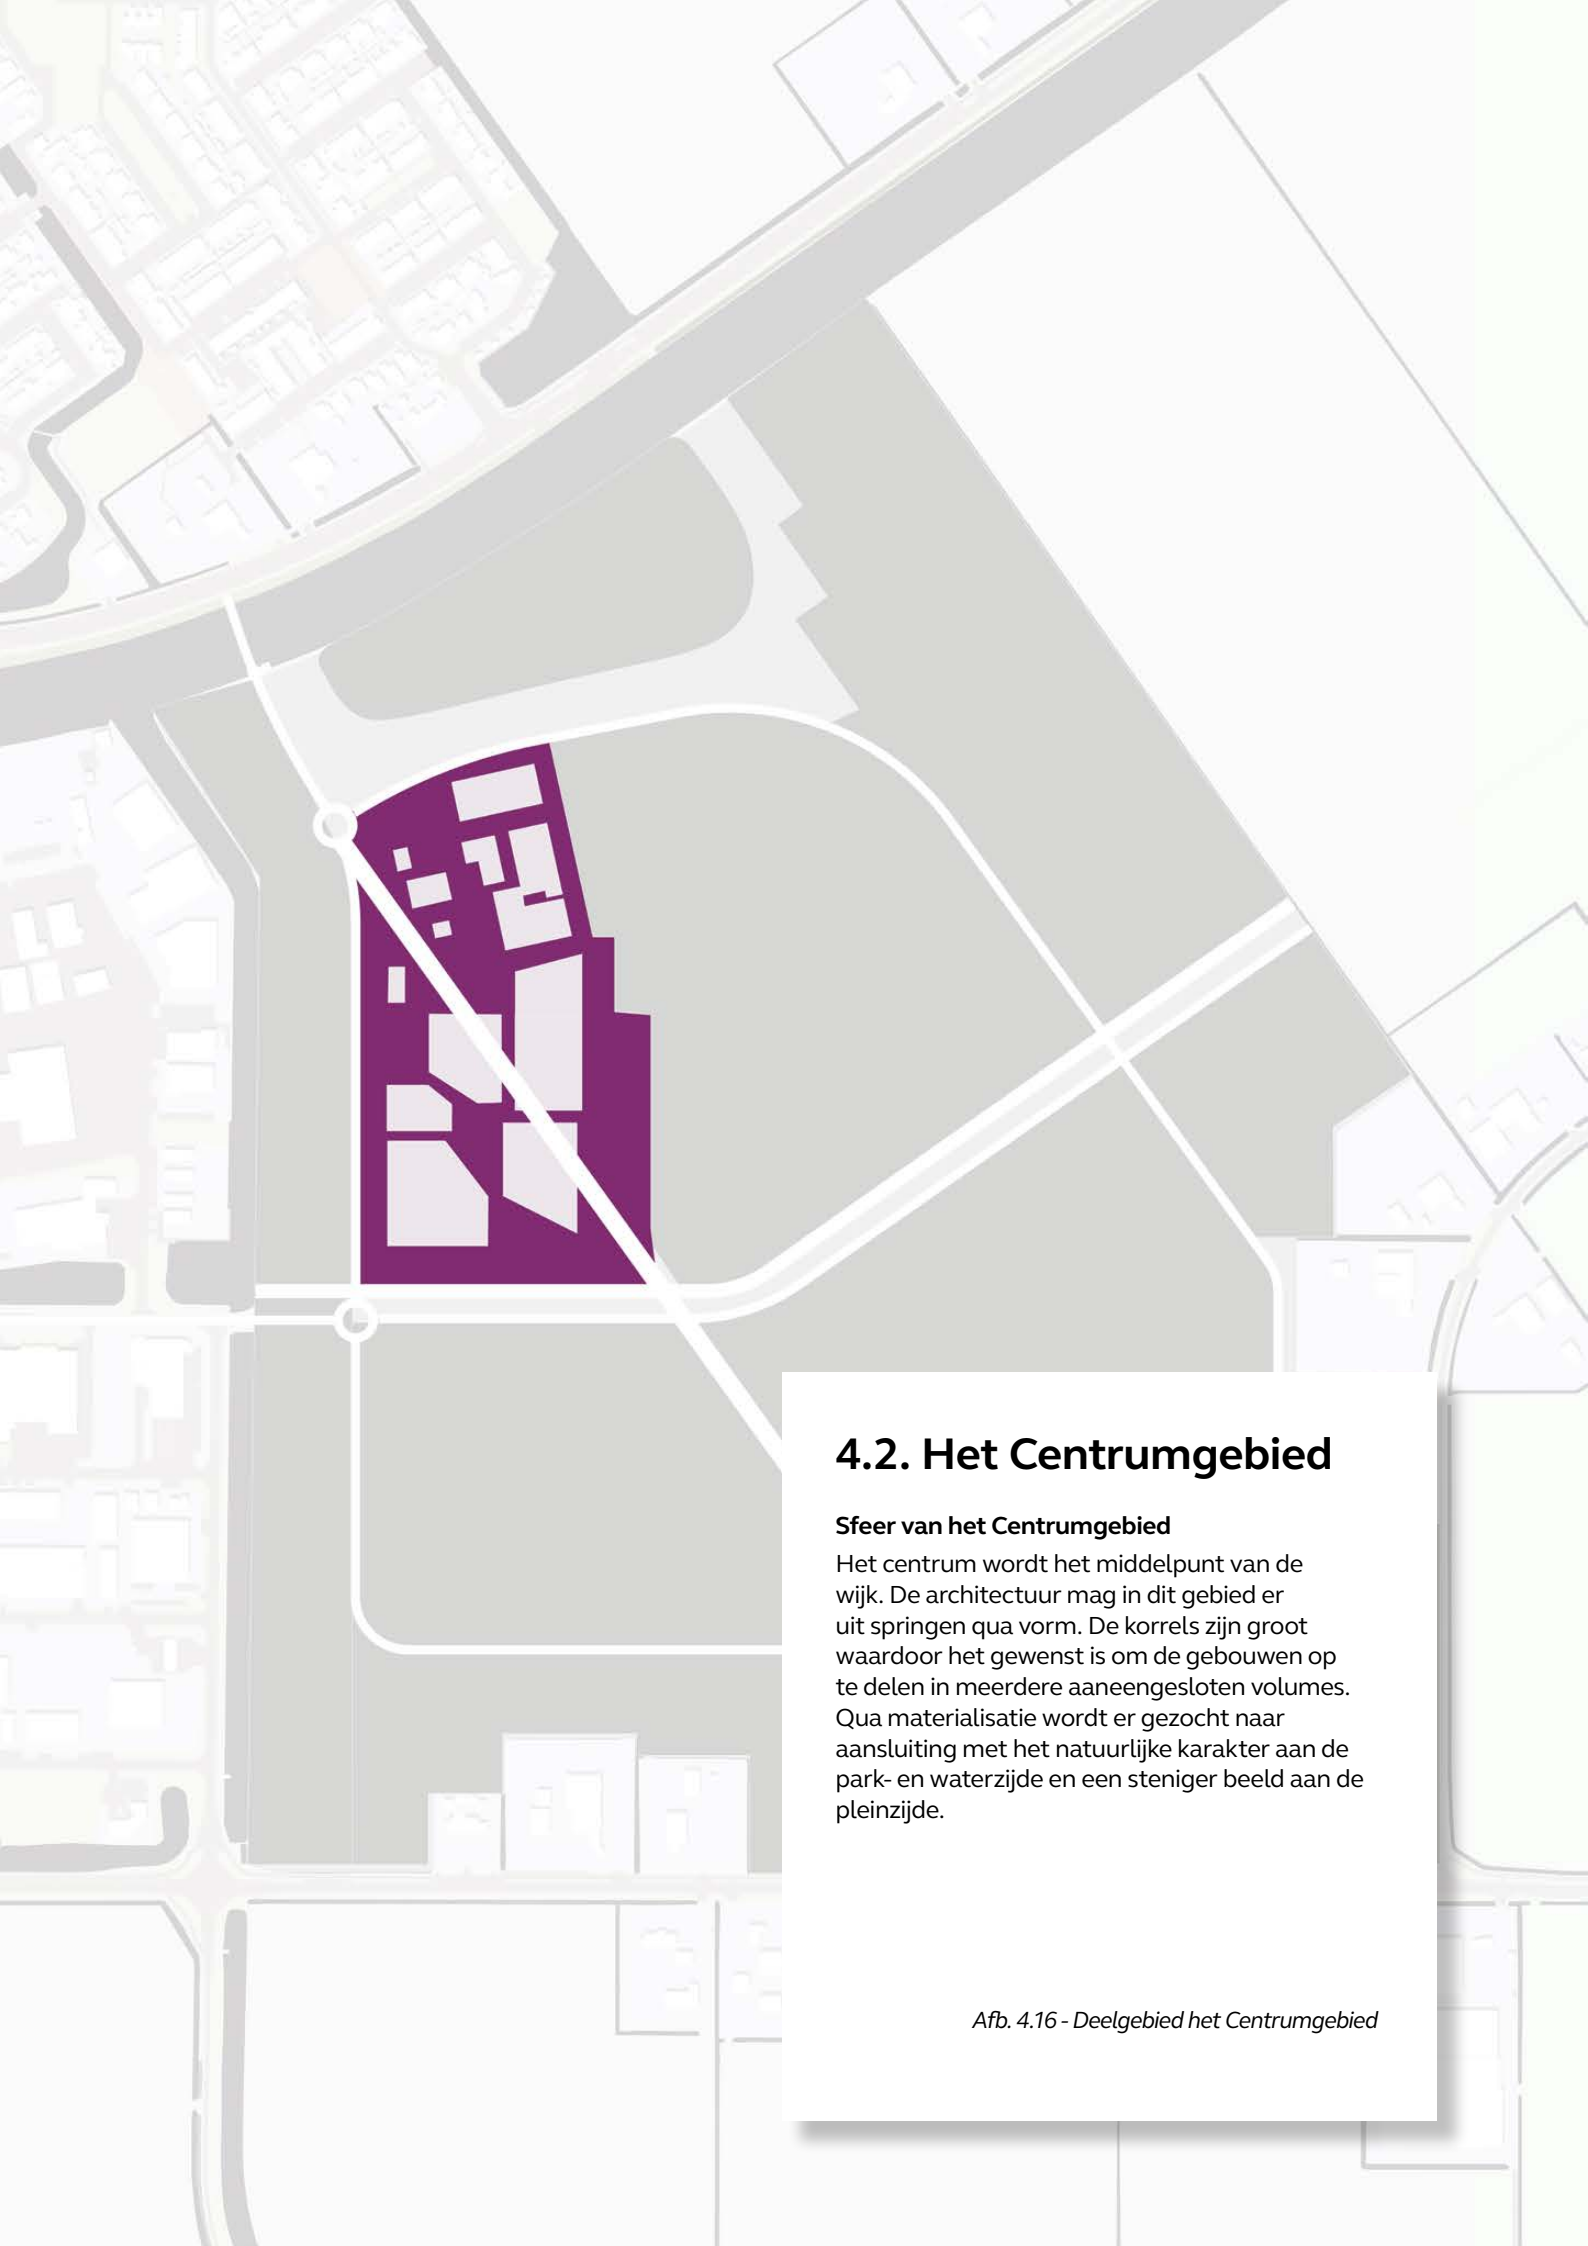 4.2. Het Centrumgebied
Sfeer van het Centrumgebied
Het centrum wordt het middelpunt van de
wijk. De architectuur mag in dit gebied er
uit springen qua vorm. De korrels zijn groot
waardoor het gewenst is om de gebouwen op
te delen in meerdere aaneengesloten volumes.
Qua materialisatie wordt er gezocht naar
aansluiting met het natuurlijke karakter aan de
park- en waterzijde en een steniger beeld aan de
pleinzijde.
Afb. 4.16 - Deelgebied het Centrumgebied